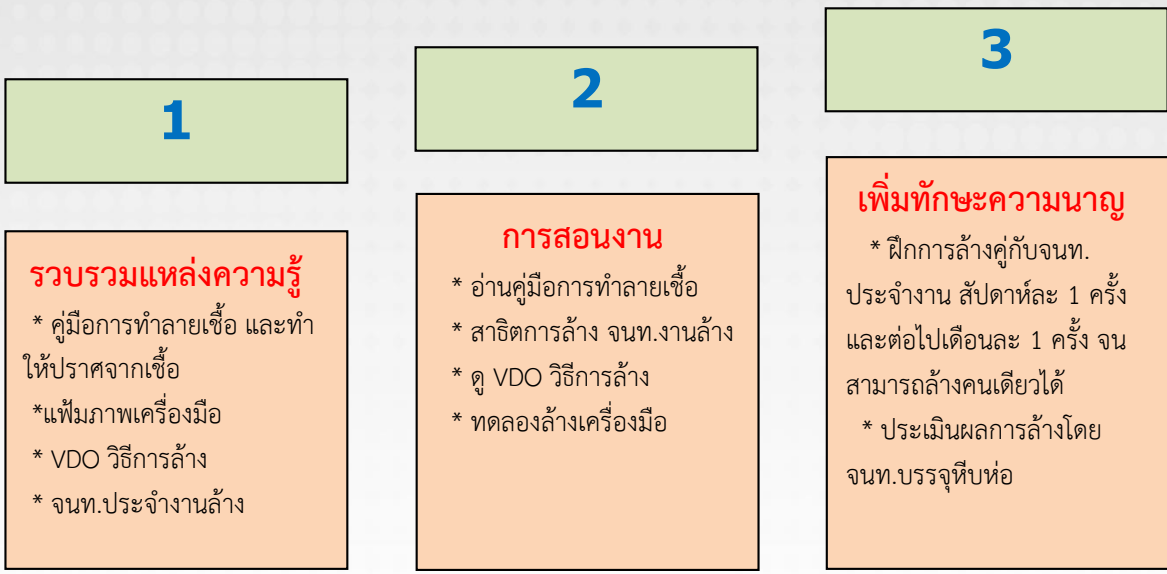 1
รวบรวมแหล่งความรู้
* คู่มือการทำลายเชื้อ และทำ
ให้ปราศจากเชื้อ
*แฟ้มภาพเครื่องมือ
* VDO วิธีการล้าง
* จนท.ประจำงานล้าง
2
การสอนงาน
* อ่านคู่มือการทำลายเชื้อ
* สาธิตการล้าง จนท.งานล้าง
* ดู VDO วิธีการล้าง
* ทดลองล้างเครื่องมือ
3
เพิ่มทักษะความนาญ
* ฝึกการล้างคู่กับจนท.
ประจำงาน สัปดาห์ละ 1 ครั้ง
และต่อไปเดือนละ 1 ครั้ง จน
สามารถล้างคนเดียวได้
* ประเมินผลการล้างโดย
จนท.บรรจุหีบห่อ